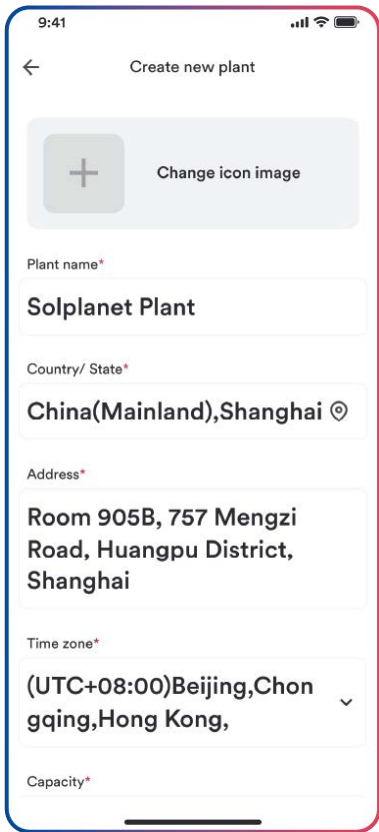 9:41
Create new plant
Change icon image
Plant name*
Solplanet Plant
Country/ State*
China(Mainland),Shanghai
Address*
Room 905B, 757 Mengzi
Road, Huangpu District,
Shanghai
Time zone*
(UTC+08:00)Beijing,Chon
gqing,Hong Kong,
Capacity*